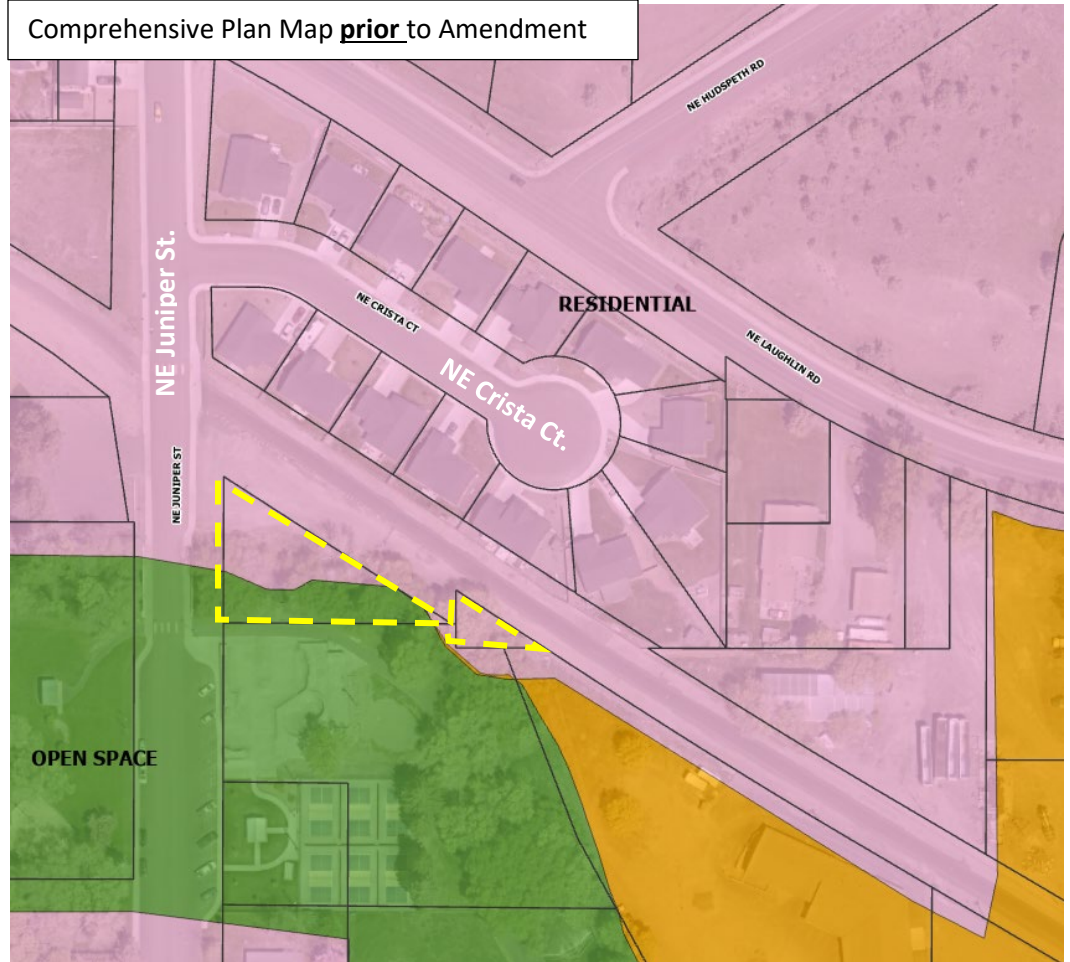 Comprehensive Plan Map prior to Amendment
NE HUDSPETH RD
NE Juniper St.
NE CRISTA CT
RESIDENTIAL
NE LAUGHLIN RD
NE Crista Ct.
NE JUNIPER ST
OPEN SPACE